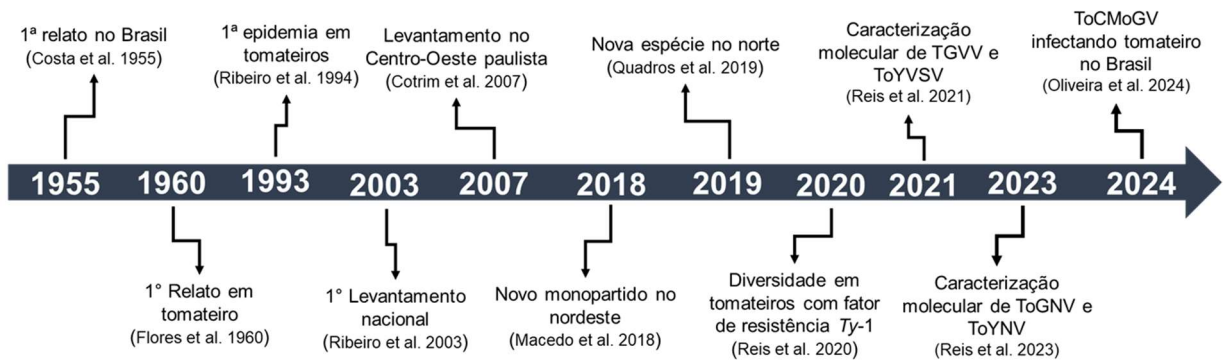 1ª relato no Brasil
(Costa et al. 1955)
1ª epidemia em
tomateiros
(Ribeiro et al. 1994)
Levantamento no
Centro-Oeste paulista
(Cotrim et al. 2007)
Nova espécie no norte
(Quadros et al. 2019)
Caracterização
molecular de TGVV e
ToYVSV
(Reis et al. 2021)
ToCMoGV
infectando tomateiro
no Brasil
(Oliveira et al. 2024)
1955 1960 1993 2003 2007 2018 2019 2020 2021 2023 2024
1° Relato em
tomateiro
(Flores et al. 1960)
1° Levantamento
nacional
(Ribeiro et al. 2003)
Novo monopartido no
nordeste
(Macedo et al. 2018)
Diversidade em
tomateiros com fator
de resistência Ty-1
(Reis et al. 2020)
Caracterização
molecular de ToGNV e
ToYNV
(Reis et al. 2023)